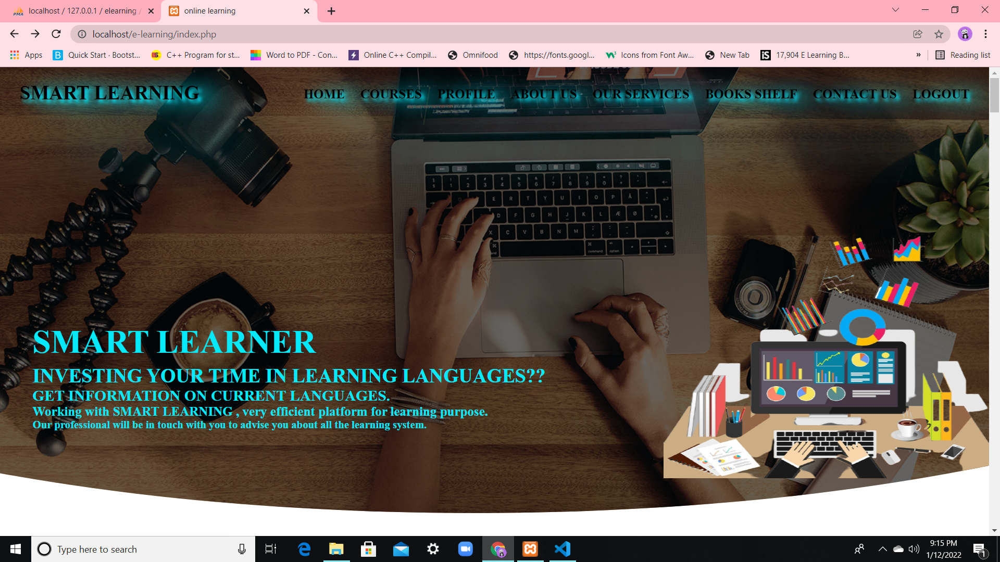 localhost / 127.0.0.1 / elearning /
online learning
localhost/e-learning/index.php
Apps
Quick Start · Bootst...
C++ Program for st...
Word to PDF - Con...
Online C++ Compil...
Omnifood
https://fonts.googl...
Icons from Font Aw...
New Tab
17,904 E Learning B...
»
Reading list
SMART LEARNING
HOME
COURSES
PROFILE
ABOUT US
OUR SERVICES
BOOKS SHELF
CONTACT US
LOGOUT
SMART LEARNER
INVESTING YOUR TIME IN LEARNING LANGUAGES??
GET INFORMATION ON CURRENT LANGUAGES.
Working with SMART LEARNING , very efficient platform for learning purpose.
Our professional will be in touch with you to advise you about all the learning system.
Type here to search
9:15 PM
1/12/2022
1